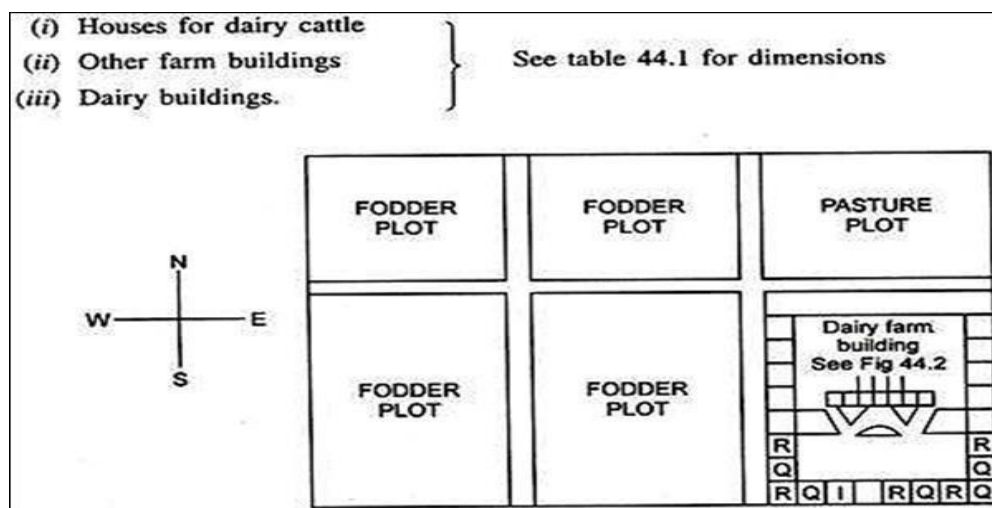 (i) Houses for dairy cattle
(ii) Other farm buildings
(iii) Dairy buildings.
See table 44.1 for dimensions
FODDER
PLOT
FODDER
PLOT
PASTURE
PLOT
N
W E
S
FODDER
PLOT
FODDER
PLOT
Dairy farm
building
See Fig 44.2
R R
Q Q
R Q I R Q R Q